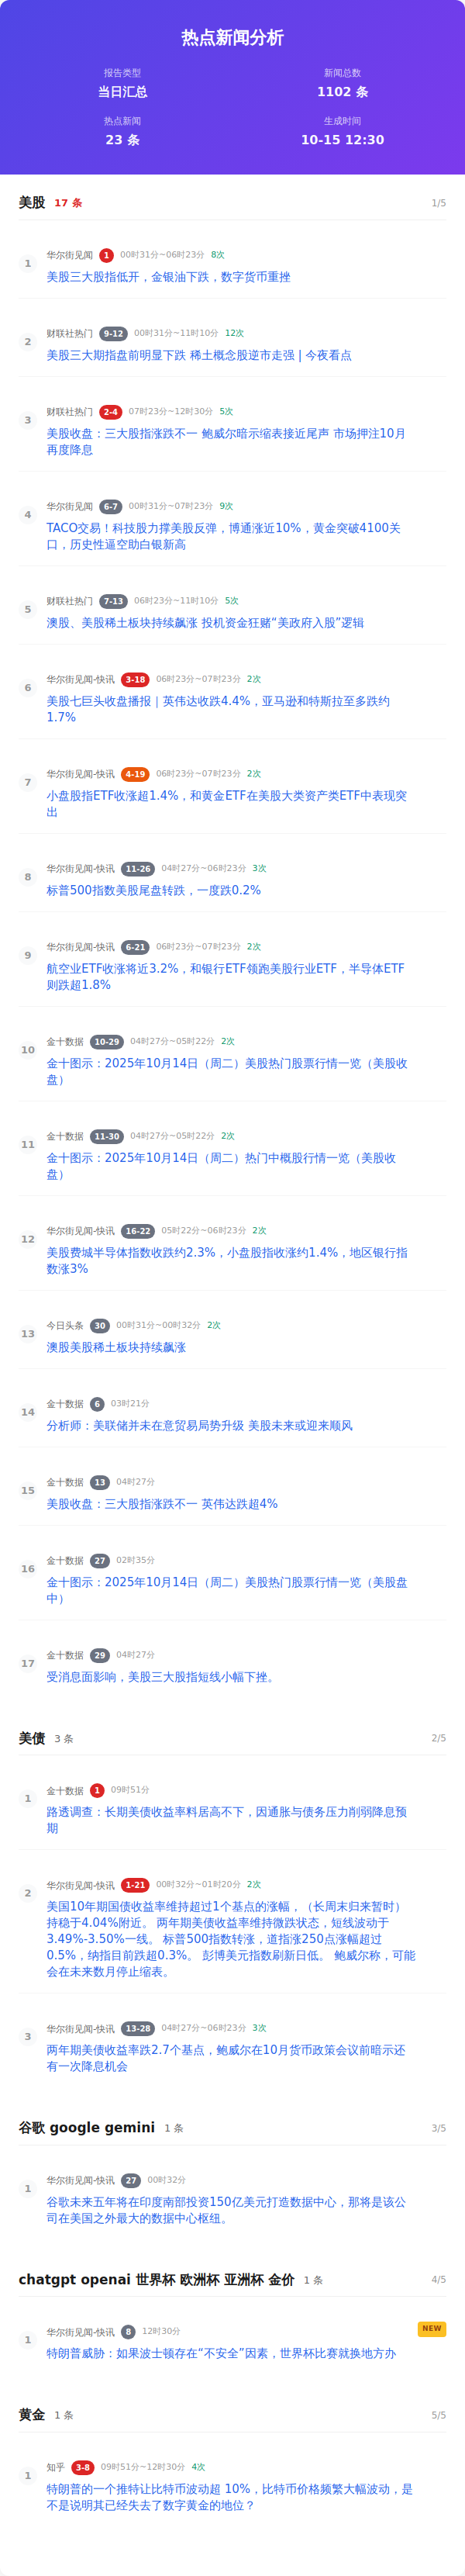 热点新闻分析
报告类型
新闻总数
当日汇总
1102 条
热点新闻
生成时间
23 条
10-15 12:30
美股 17 条 1/5
1
华尔街见闻 1 00时31分~06时23分 8次
美股三大股指低开，金银油下跌，数字货币重挫
2
财联社热门 9-12 00时31分~11时10分 12次
美股三大期指盘前明显下跌 稀土概念股逆市走强 | 今夜看点
3
财联社热门 2-4 07时23分~12时30分 5次
美股收盘：三大股指涨跌不一 鲍威尔暗示缩表接近尾声 市场押注10月
再度降息
4
华尔街见闻 6-7 00时31分~07时23分 9次
TACO交易！科技股力撑美股反弹，博通涨近10%，黄金突破4100关
口，历史性逼空助白银新高
5
财联社热门 7-13 06时23分~11时10分 5次
澳股、美股稀土板块持续飙涨 投机资金狂赌“美政府入股”逻辑
6
华尔街见闻-快讯 3-18 06时23分~07时23分 2次
美股七巨头收盘播报｜英伟达收跌4.4%，亚马逊和特斯拉至多跌约
1.7%
7
华尔街见闻-快讯 4-19 06时23分~07时23分 2次
小盘股指ETF收涨超1.4%，和黄金ETF在美股大类资产类ETF中表现突
出
8
华尔街见闻-快讯 11-26 04时27分~06时23分 3次
标普500指数美股尾盘转跌，一度跌0.2%
9
华尔街见闻-快讯 6-21 06时23分~07时23分 2次
航空业ETF收涨将近3.2%，和银行ETF领跑美股行业ETF，半导体ETF
则跌超1.8%
10
金十数据 10-29 04时27分~05时22分 2次
金十图示：2025年10月14日（周二）美股热门股票行情一览（美股收
盘）
11
金十数据 11-30 04时27分~05时22分 2次
金十图示：2025年10月14日（周二）热门中概股行情一览（美股收
盘）
12
华尔街见闻-快讯 16-22 05时22分~06时23分 2次
美股费城半导体指数收跌约2.3%，小盘股指收涨约1.4%，地区银行指
数涨3%
13
今日头条 30 00时31分~00时32分 2次
澳股美股稀土板块持续飙涨
14
金十数据 6 03时21分
分析师：美联储并未在意贸易局势升级 美股未来或迎来顺风
15
金十数据 13 04时27分
美股收盘：三大股指涨跌不一 英伟达跌超4%
16
金十数据 27 02时35分
金十图示：2025年10月14日（周二）美股热门股票行情一览（美股盘
中）
17
金十数据 29 04时27分
受消息面影响，美股三大股指短线小幅下挫。
美债 3 条 2/5
1
金十数据 1 09时51分
路透调查：长期美债收益率料居高不下，因通胀与债务压力削弱降息预
期
2
华尔街见闻-快讯 1-21 00时32分~01时20分 2次
美国10年期国债收益率维持超过1个基点的涨幅，（长周末归来暂时）
持稳于4.04%附近。 两年期美债收益率维持微跌状态，短线波动于
3.49%-3.50%一线。 标普500指数转涨，道指涨250点涨幅超过
0.5%，纳指目前跌超0.3%。 彭博美元指数刷新日低。 鲍威尔称，可能
会在未来数月停止缩表。
3
华尔街见闻-快讯 13-28 04时27分~06时23分 3次
两年期美债收益率跌2.7个基点，鲍威尔在10月货币政策会议前暗示还
有一次降息机会
谷歌 google gemini 1 条 3/5
1
华尔街见闻-快讯 27 00时32分
谷歌未来五年将在印度南部投资150亿美元打造数据中心，那将是该公
司在美国之外最大的数据中心枢纽。
chatgpt openai 世界杯 欧洲杯 亚洲杯 金价 1 条 4/5
1
华尔街见闻-快讯 8 12时30分 NEW
特朗普威胁：如果波士顿存在“不安全”因素，世界杯比赛就换地方办
黄金 1 条 5/5
1
知乎 3-8 09时51分~12时30分 4次
特朗普的一个推特让比特币波动超 10%，比特币价格频繁大幅波动，是
不是说明其已经失去了数字黄金的地位？